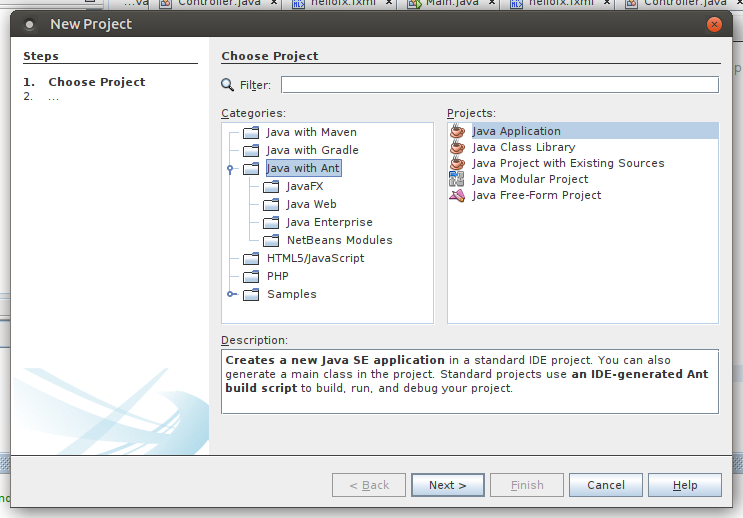 ...va Controller.java hellofx.fxml Main.java hellofx.fxml Controller.java
New Project
Steps
1. Choose Project
2. ...
Choose Project
Filter:
Categories:
Java with Maven
Java with Gradle
Java with Ant
JavaFX
Java Web
Java Enterprise
NetBeans Modules
HTML5/JavaScript
PHP
Samples
Projects:
Java Application
Java Class Library
Java Project with Existing Sources
Java Modular Project
Java Free-Form Project
Description:
Creates a new Java SE application in a standard IDE project. You can also
generate a main class in the project. Standard projects use an IDE-generated Ant
build script to build, run, and debug your project.
< Back Next > Finish Cancel Help